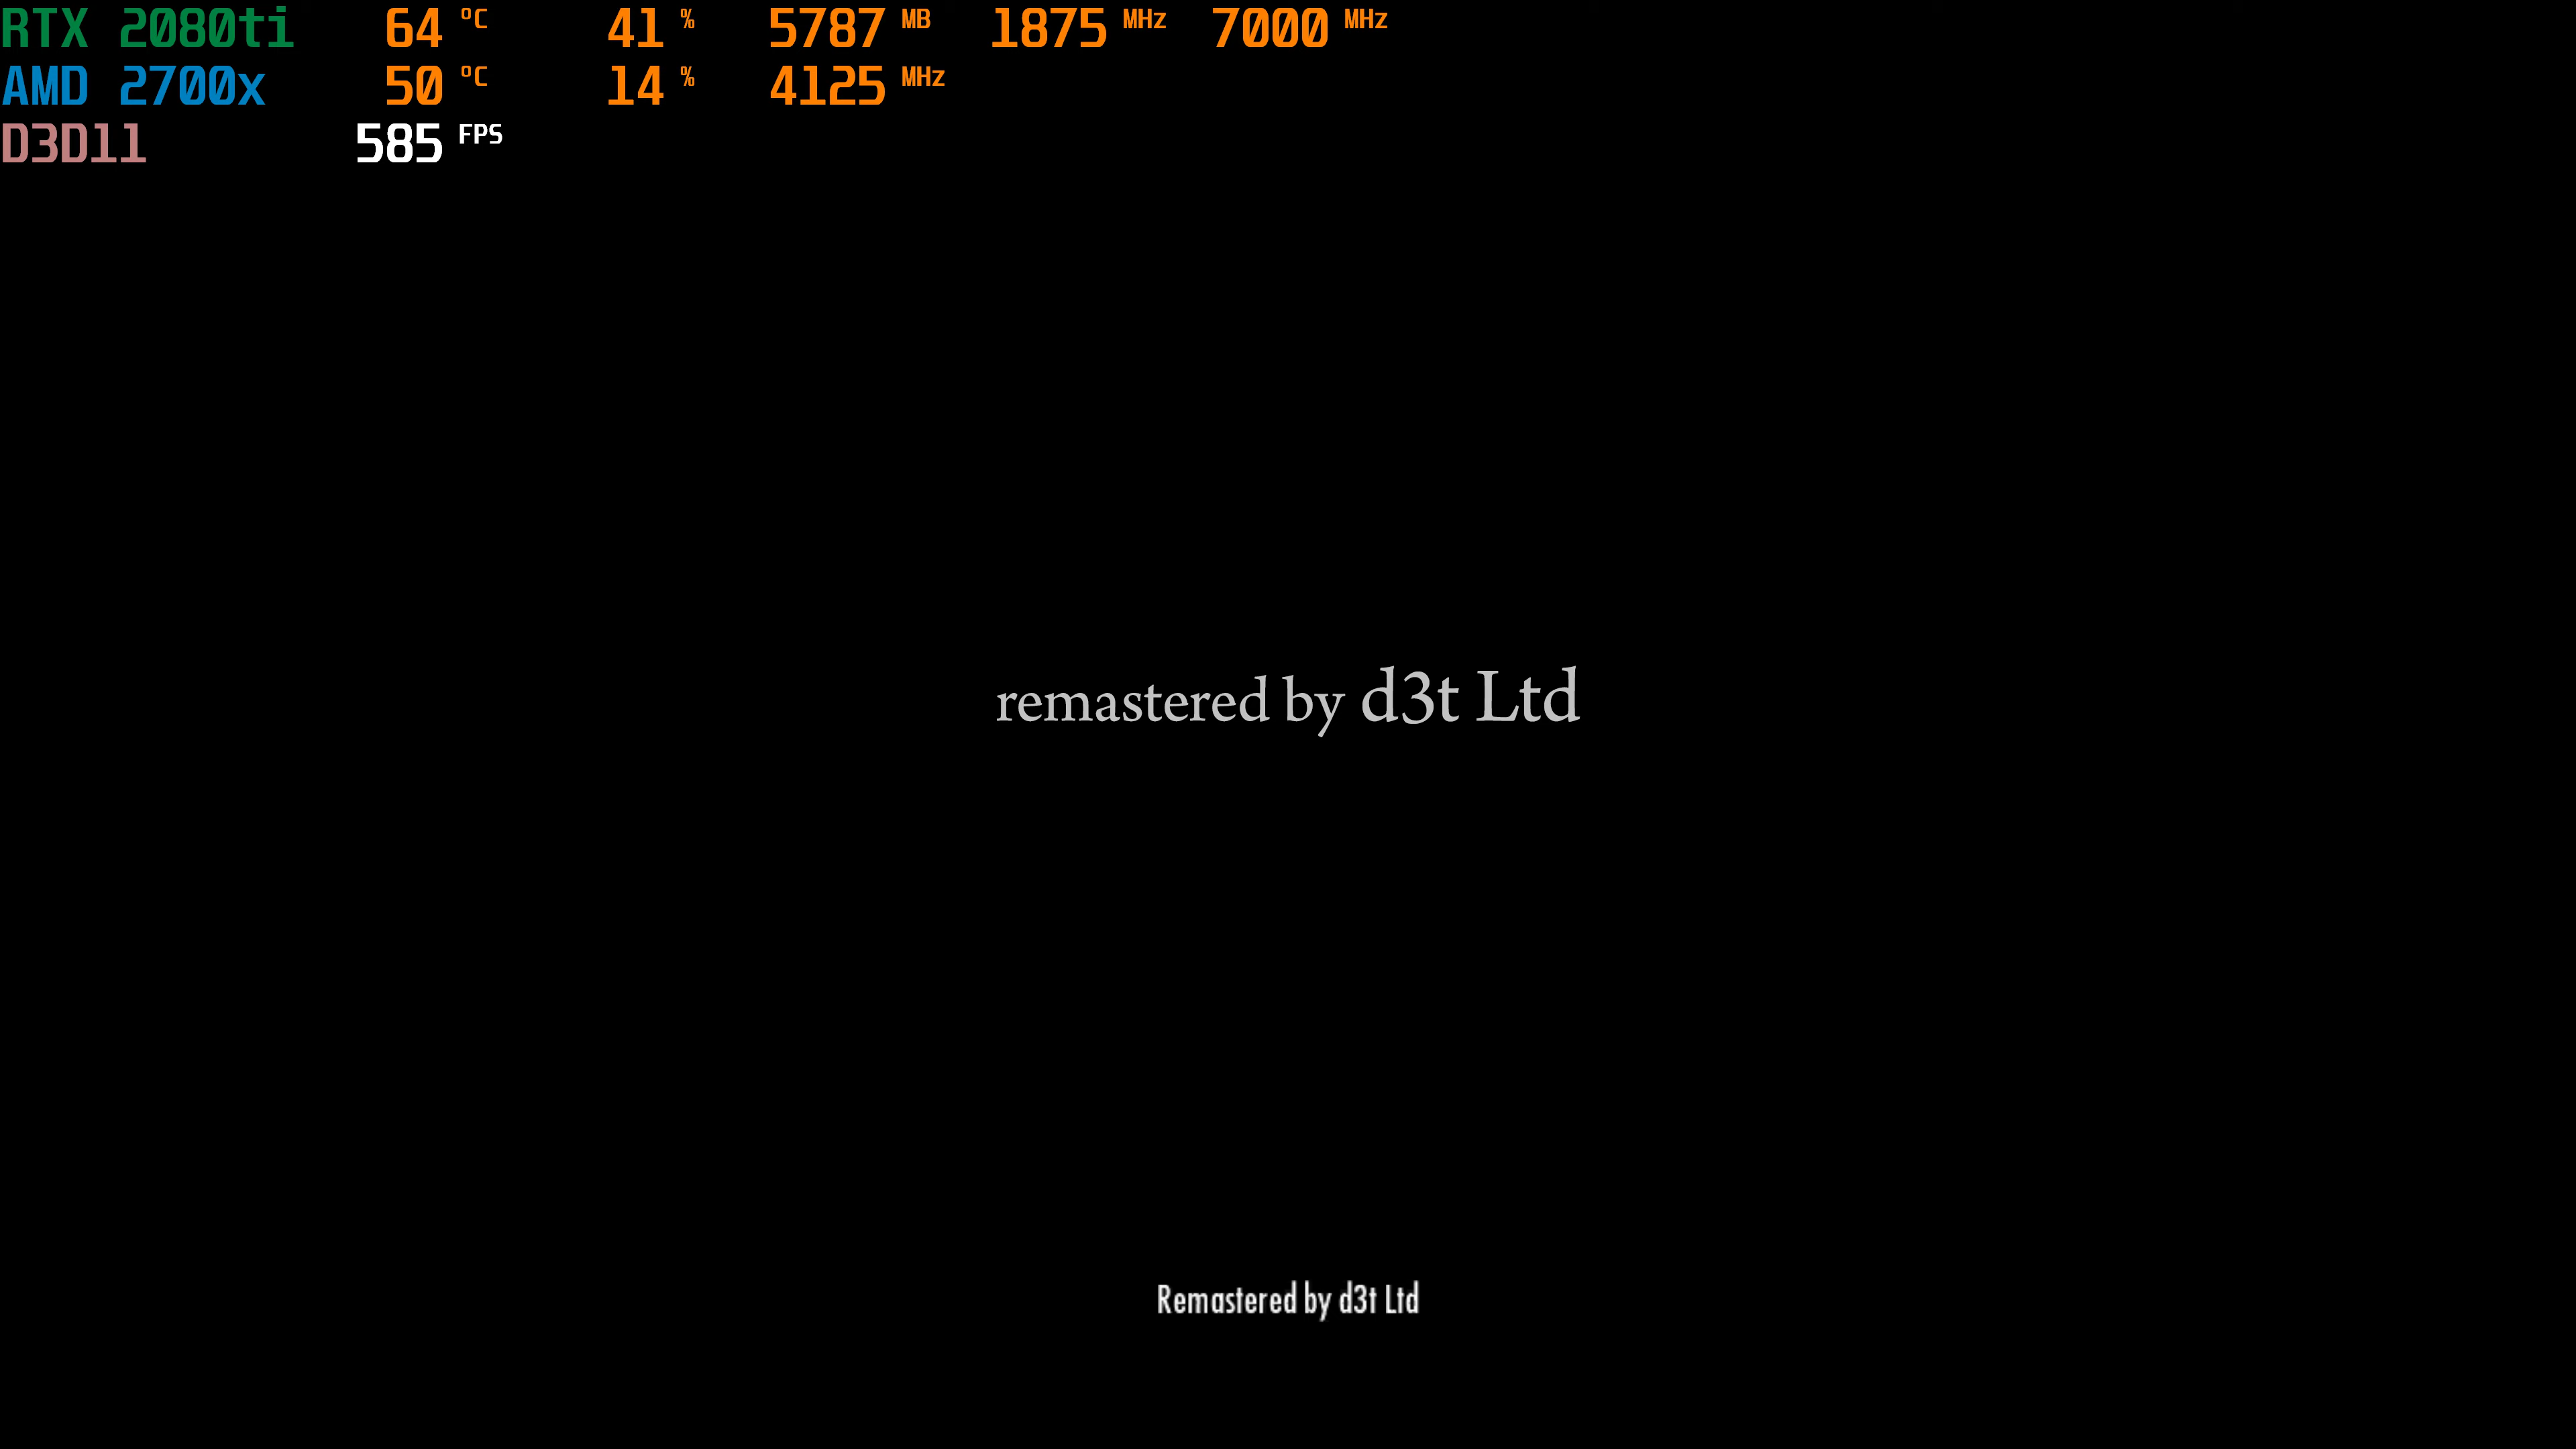 RTX 2080ti 64 °C 41 % 5787 MB 1875 MHz 7000 MHz
AMD 2700x 50 °C 14 % 4125 MHz
D3D11 585 FPS
remastered by d3t Ltd
Remastered by d3t Ltd